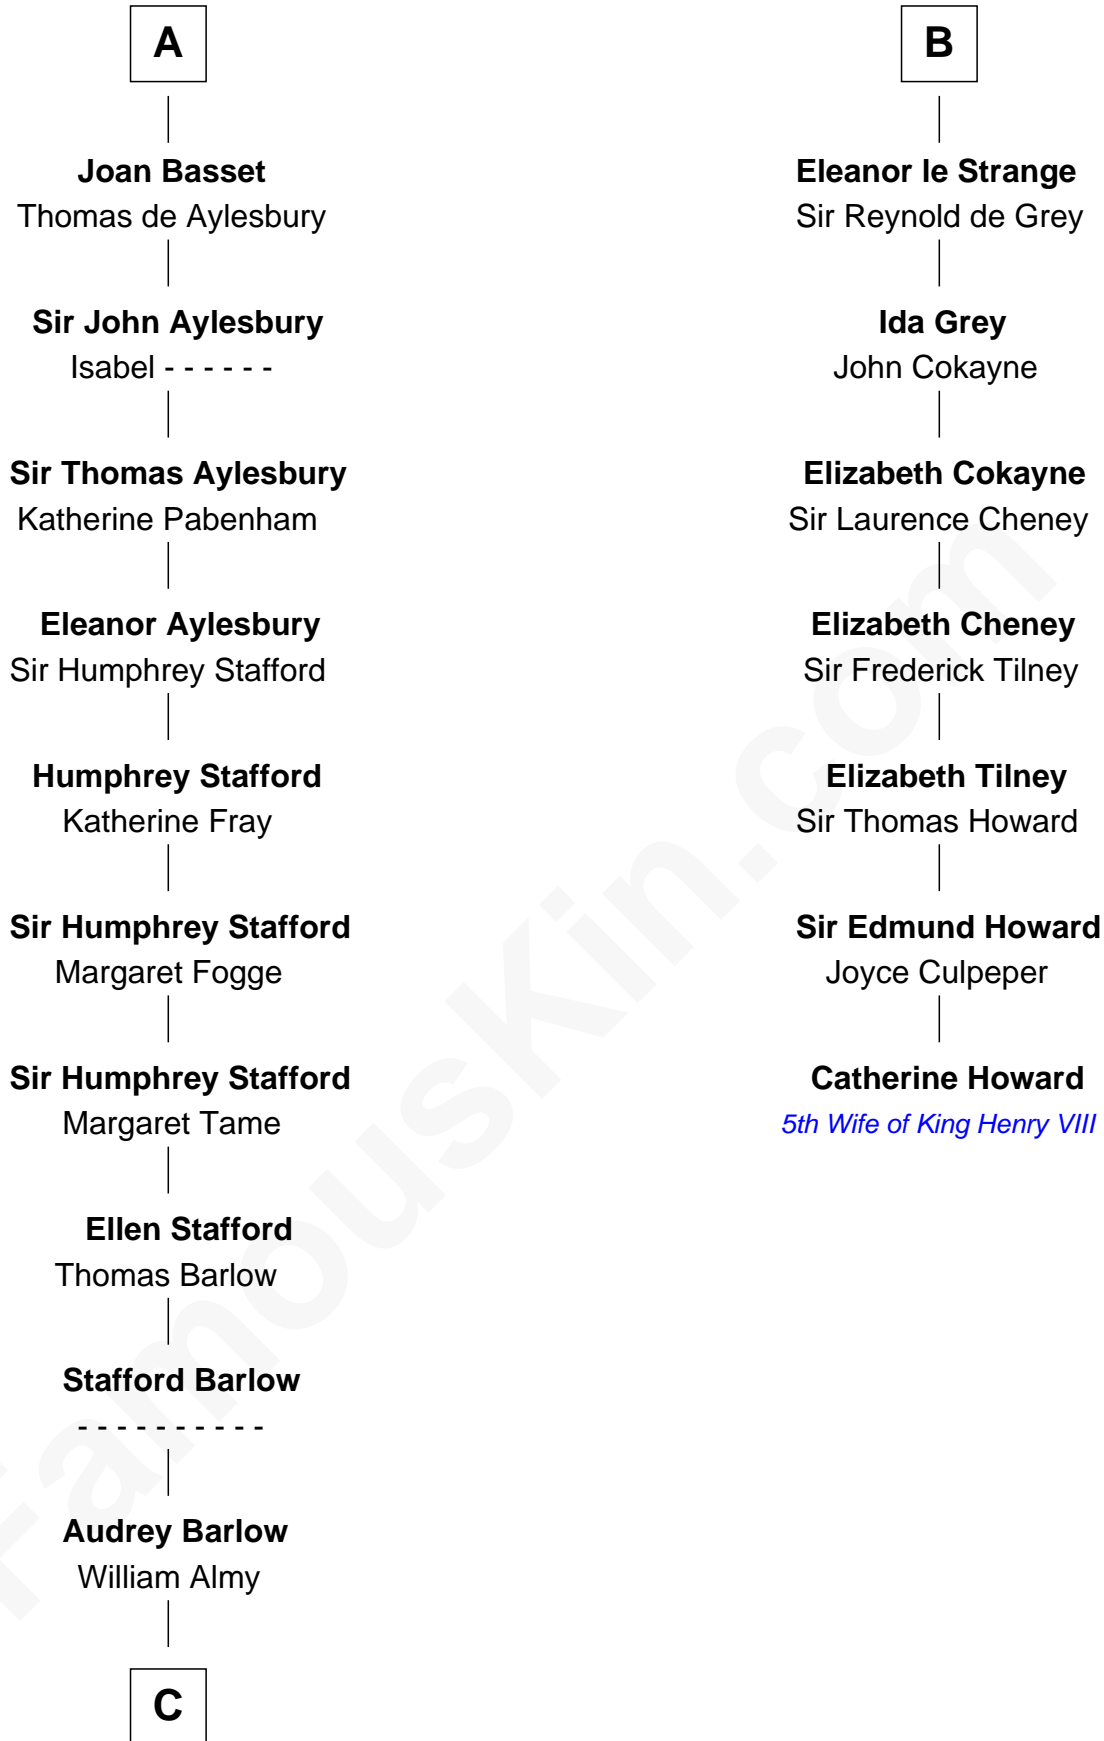 A
Joan Basset
Thomas de Aylesbury
Sir John Aylesbury
Isabel - - - - - -
Sir Thomas Aylesbury
Katherine Pabenham
Eleanor Aylesbury
Sir Humphrey Stafford
Humphrey Stafford
Katherine Fray
Sir Humphrey Stafford
Margaret Fogge
Sir Humphrey Stafford
Margaret Tame
Ellen Stafford
Thomas Barlow
Stafford Barlow
- - - - - - - - - -
Audrey Barlow
William Almy
C
B
Eleanor le Strange
Sir Reynold de Grey
Ida Grey
John Cokayne
Elizabeth Cokayne
Sir Laurence Cheney
Elizabeth Cheney
Sir Frederick Tilney
Elizabeth Tilney
Sir Thomas Howard
Sir Edmund Howard
Joyce Culpeper
Catherine Howard
5th Wife of King Henry VIII
FamousKin.com